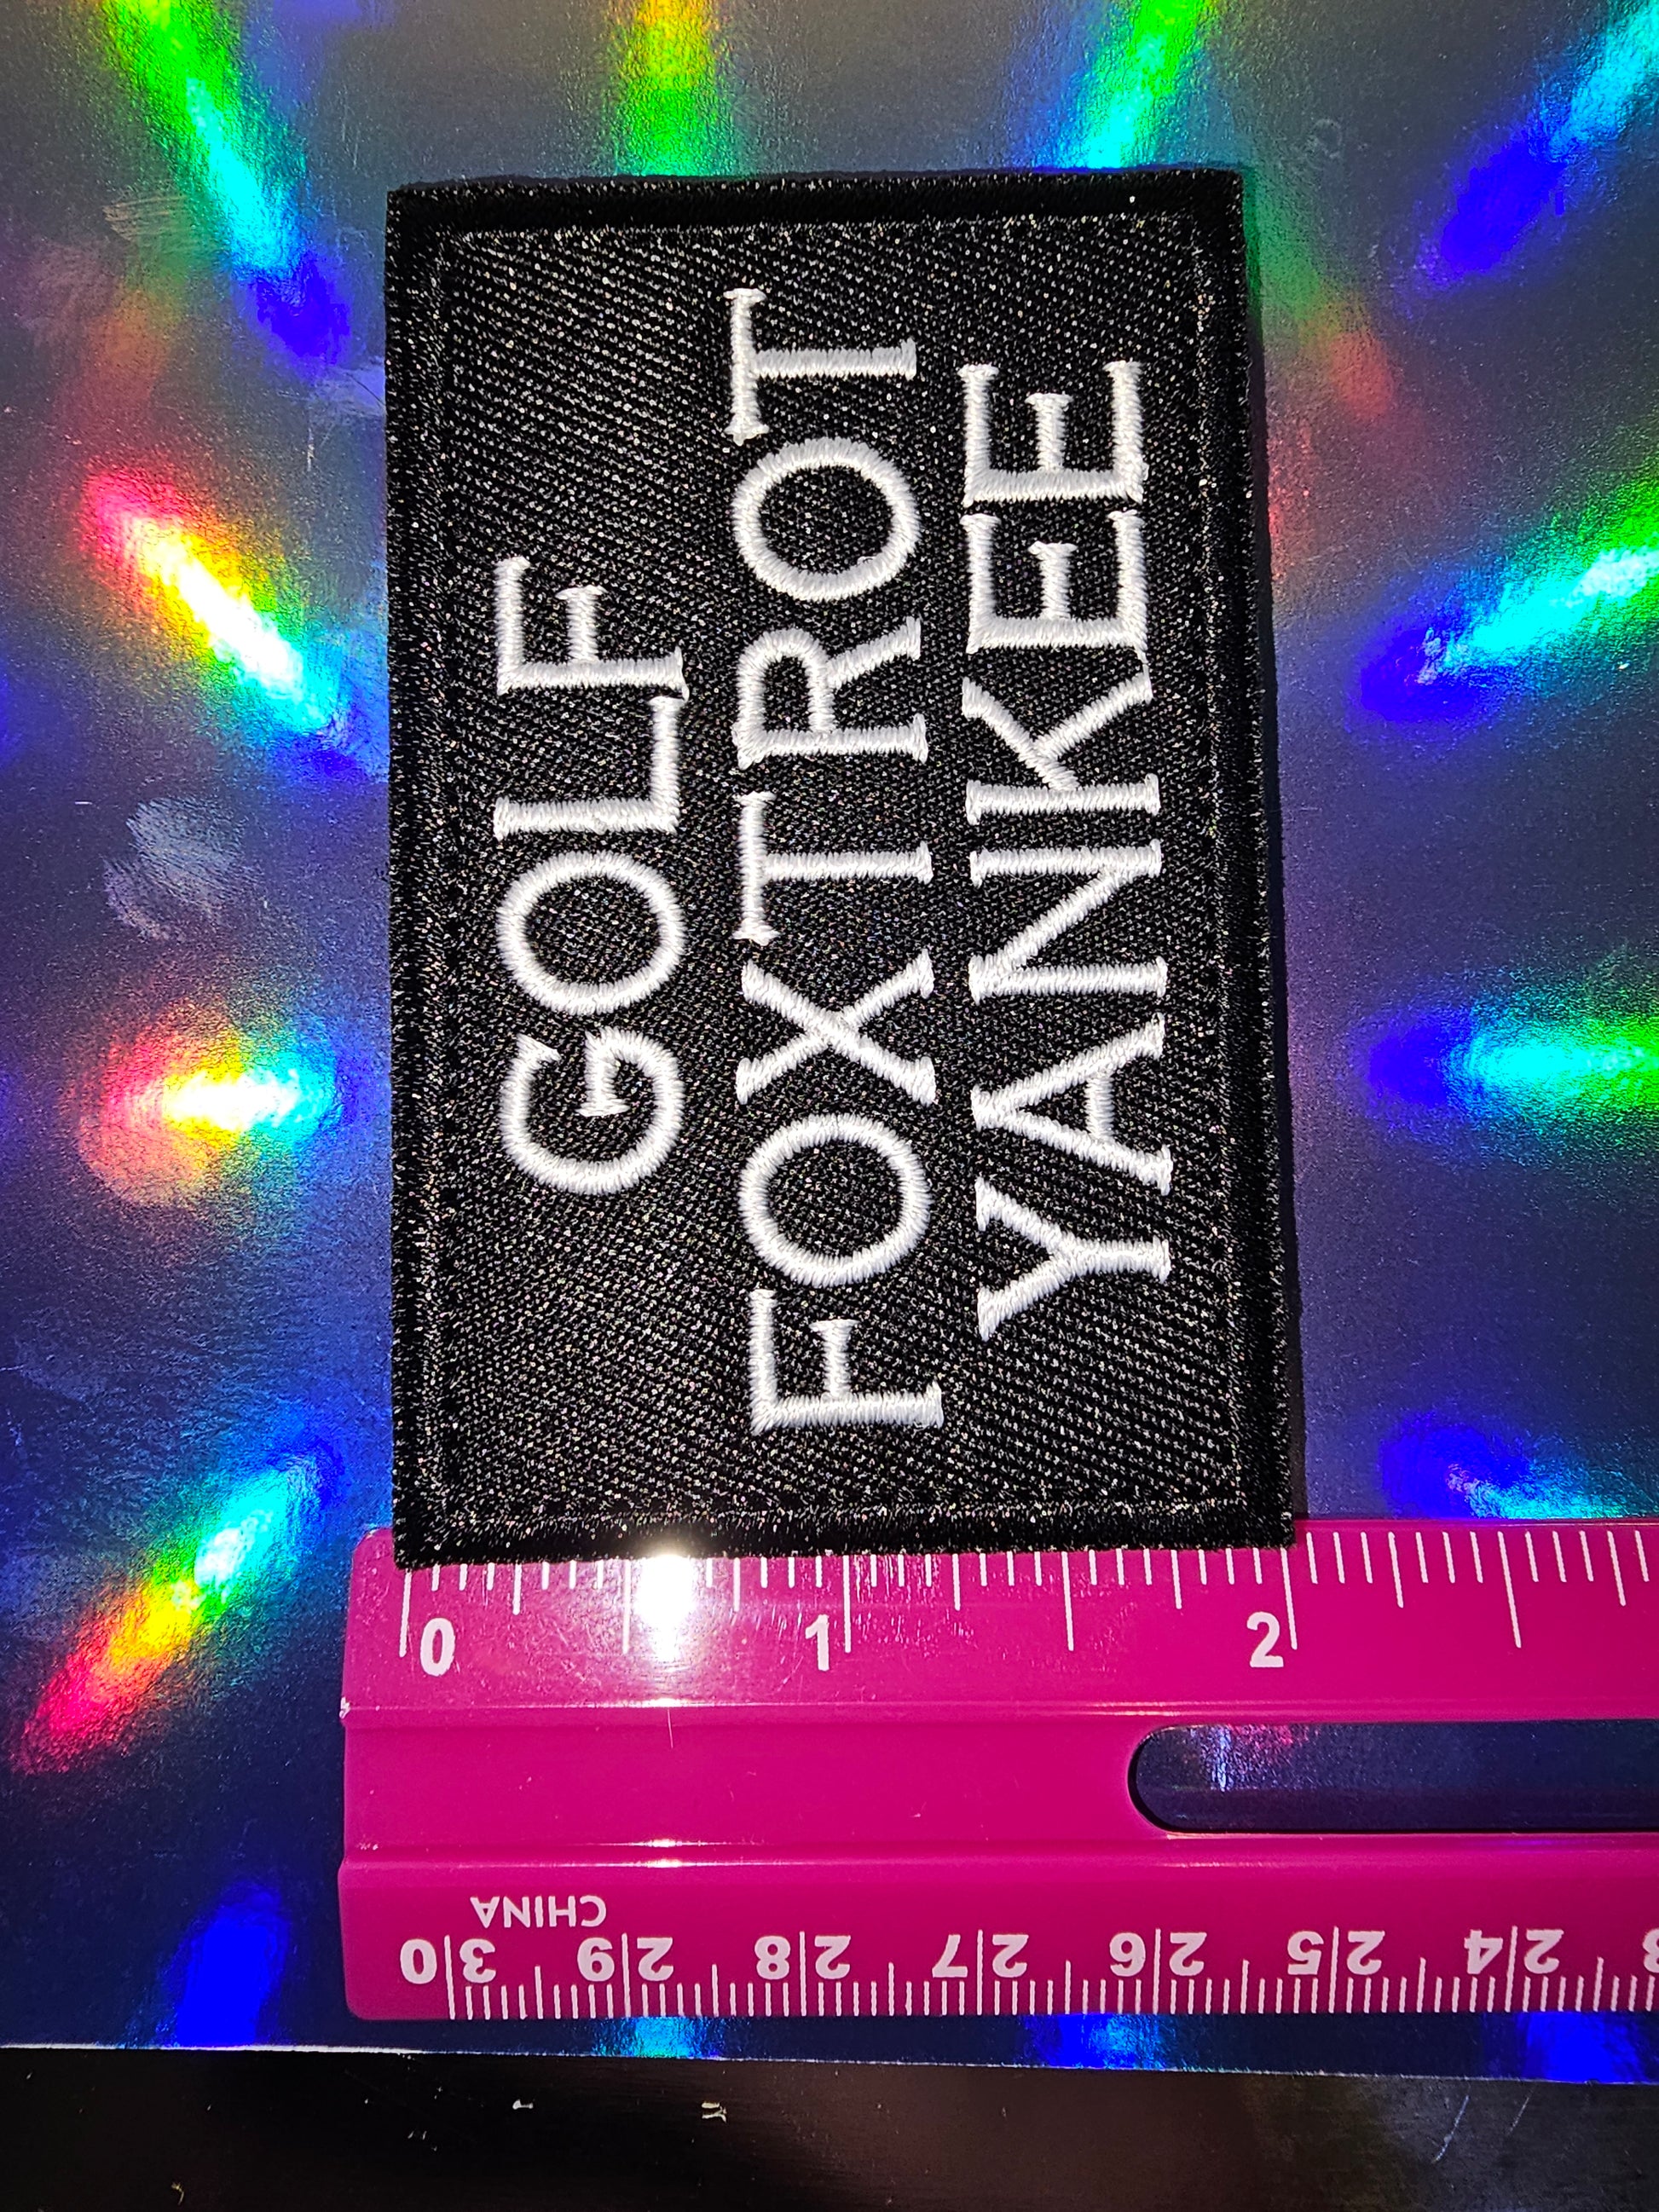 GOLF
FOXTROT
YANKEE
0 1 2
CHINA
30 29 28 27 26 25 24